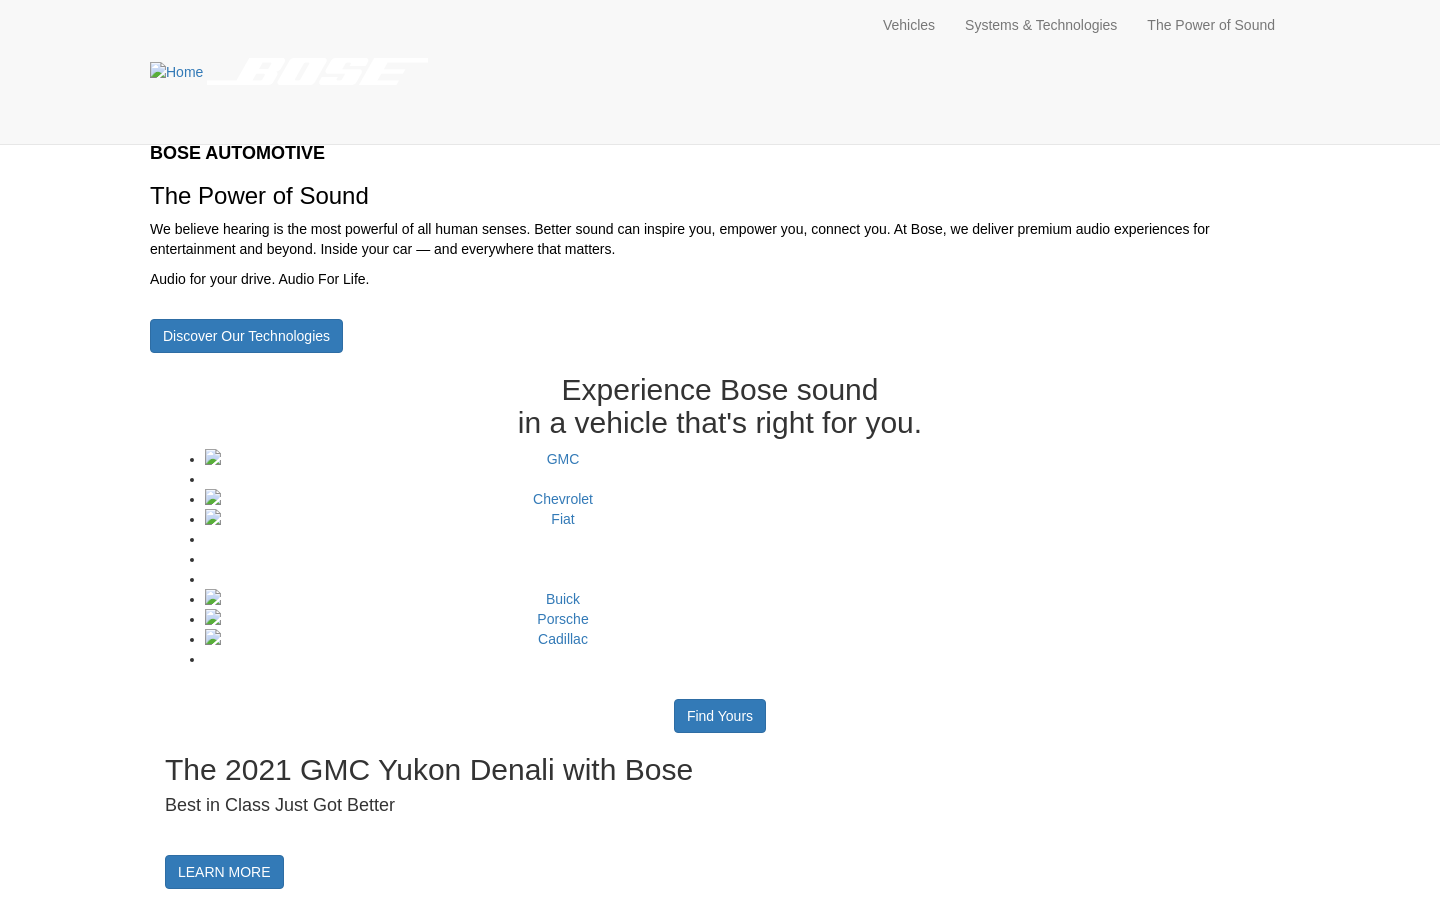 Vehicles
Systems & Technologies
The Power of Sound
Home
BOSE
BOSE AUTOMOTIVE
The Power of Sound
We believe hearing is the most powerful of all human senses. Better sound can inspire you, empower you, connect you. At Bose, we deliver premium audio experiences for
entertainment and beyond. Inside your car — and everywhere that matters.
Audio for your drive. Audio For Life.
Discover Our Technologies
Experience Bose sound
in a vehicle that's right for you.
GMC
Chevrolet
Fiat
Buick
Porsche
Cadillac
Find Yours
The 2021 GMC Yukon Denali with Bose
Best in Class Just Got Better
LEARN MORE